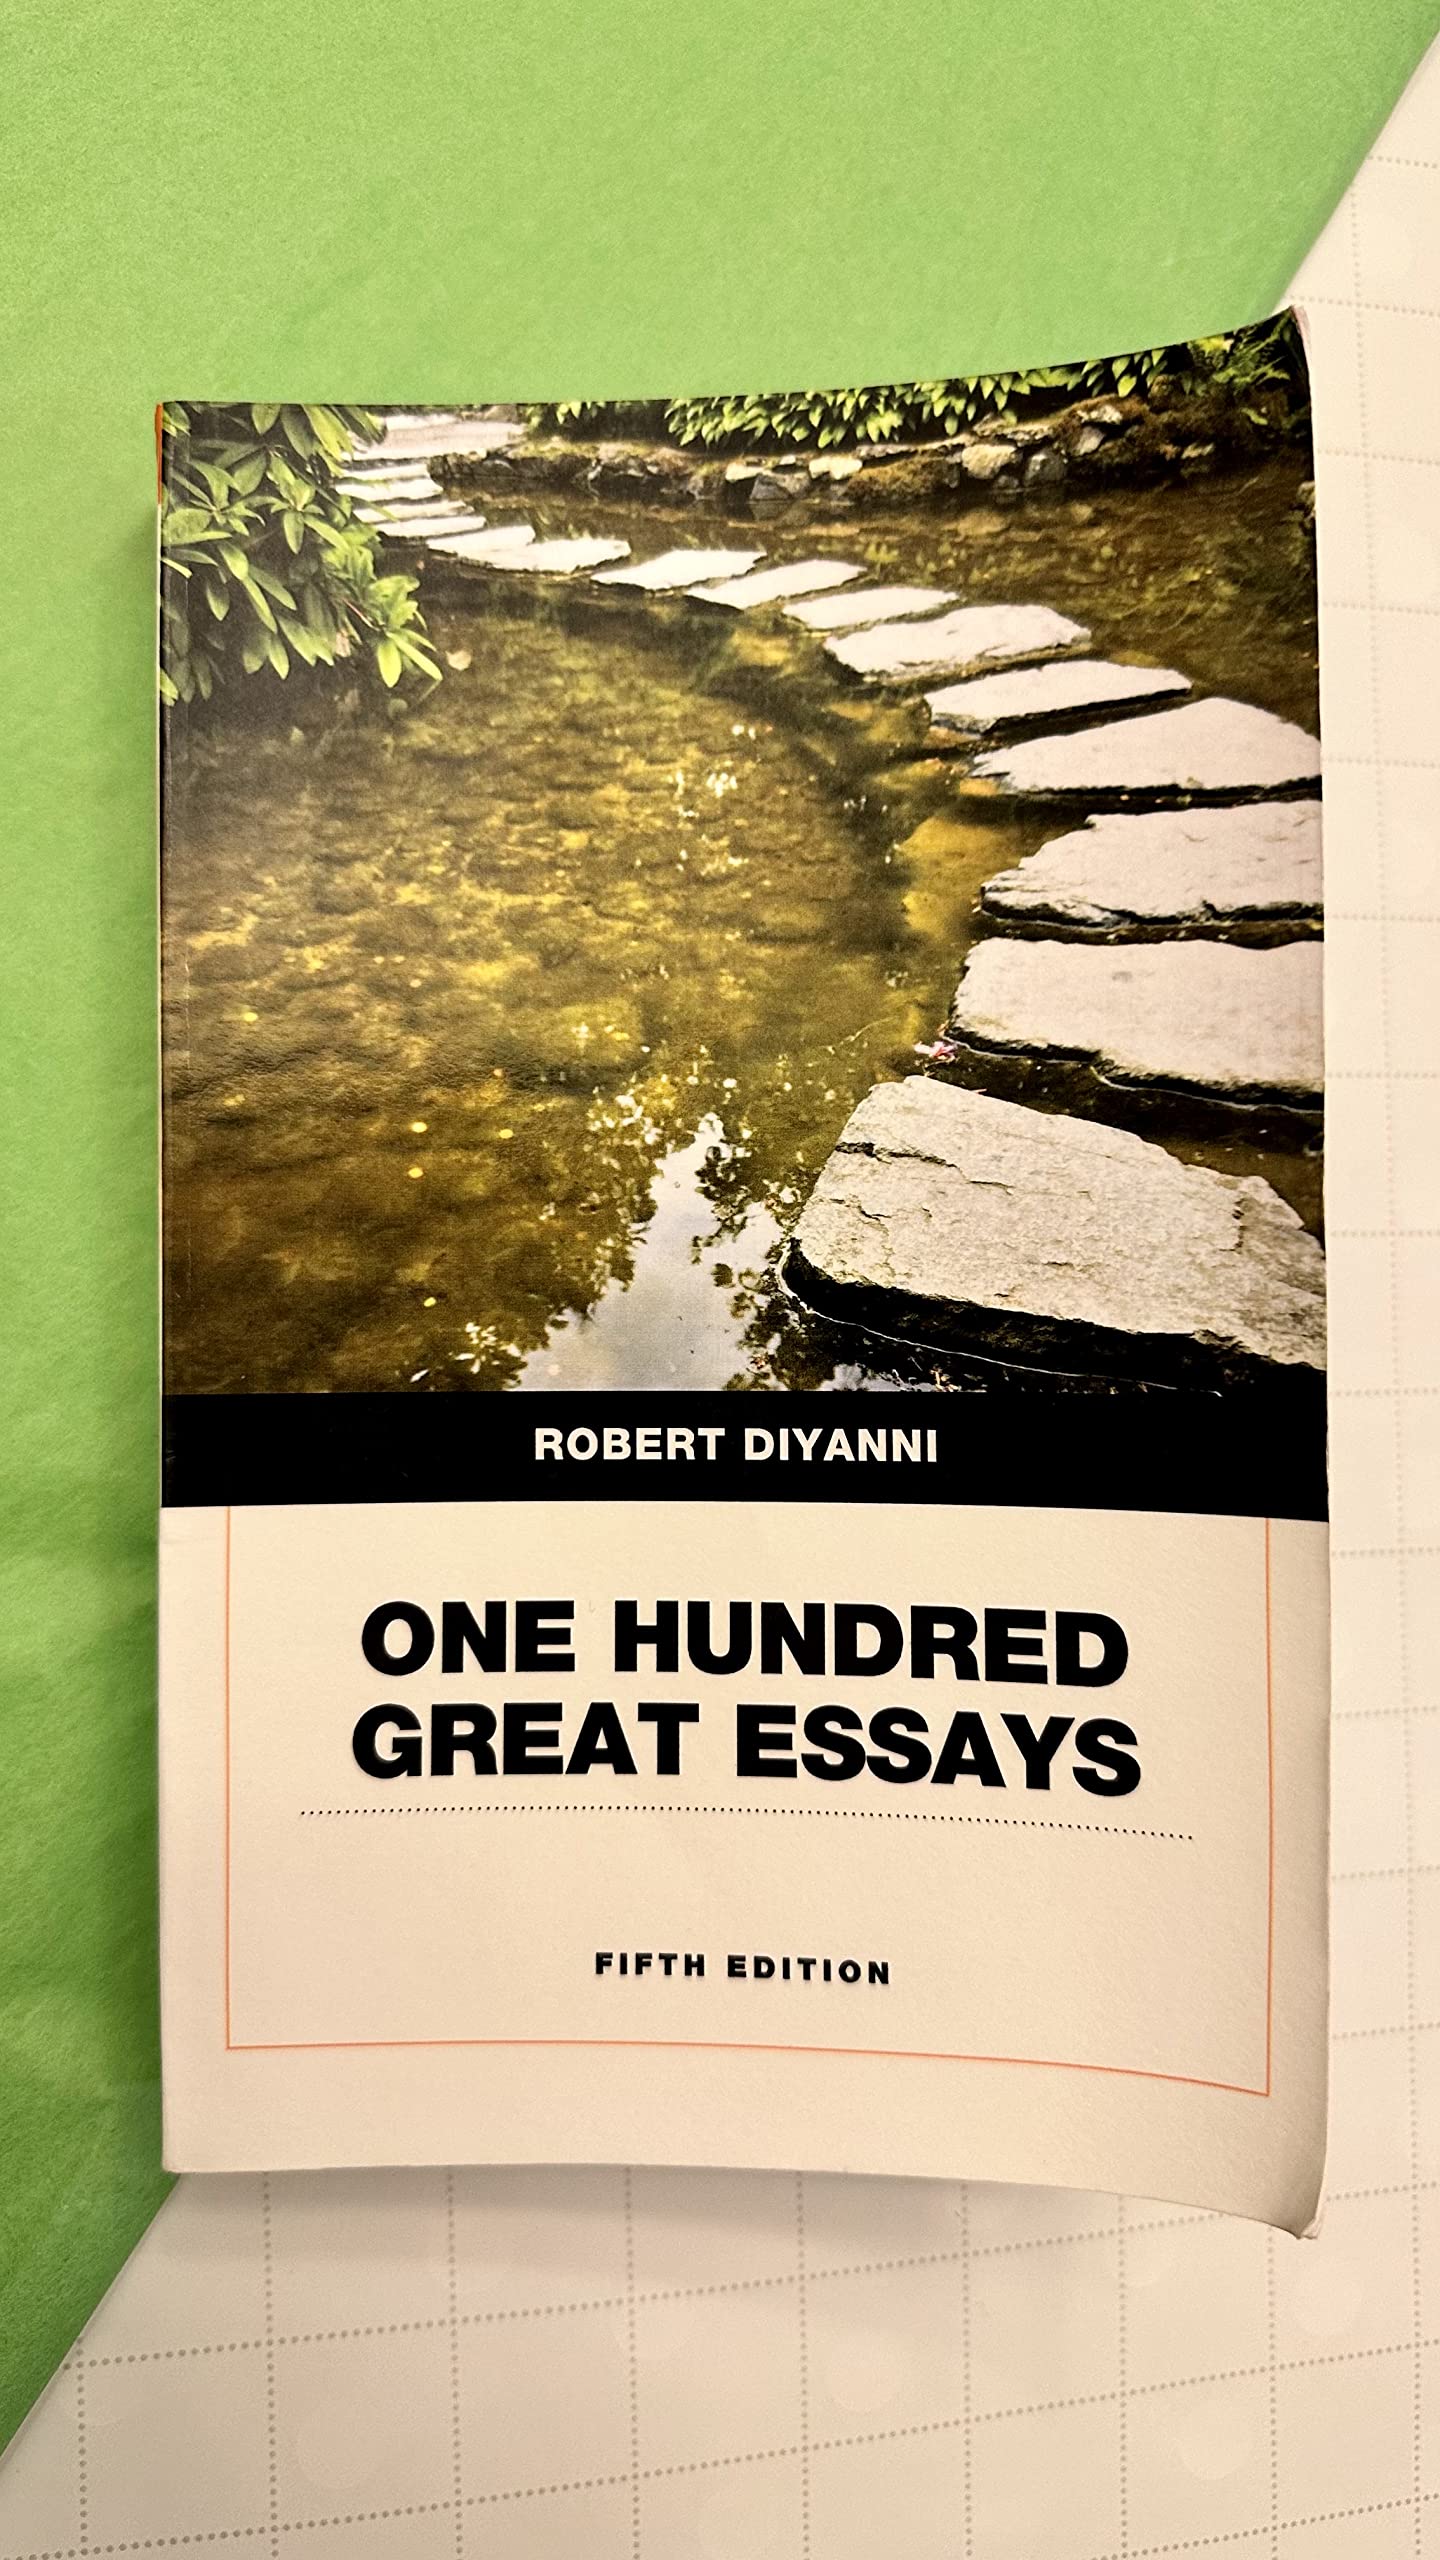 ROBERT DIYANNI
ONE HUNDRED
GREAT ESSAYS
FIFTH EDITION